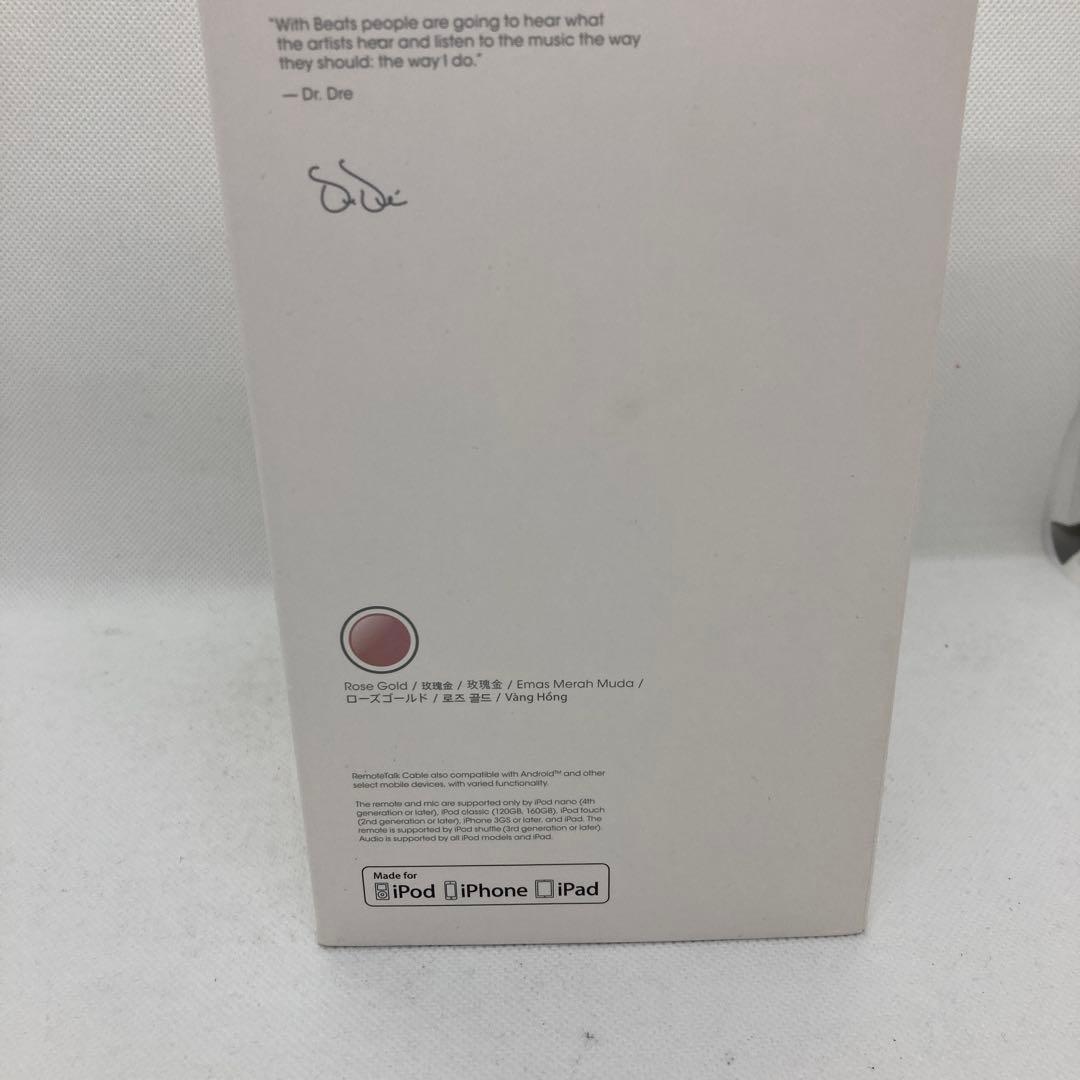 "With Beats people are going to hear what
the artists hear and listen to the music the way
they should: the way I do."
— Dr. Dre
Rose Gold / 玫瑰金 / 玫瑰金 / Emas Merah Muda /
ローズゴールド / 로즈 골드 / Vàng Hồng
RemoteTalk Cable also compatible with Android™ and other
select mobile devices, with varied functionality.
The remote and mic are supported only by iPod nano (4th
generation or later), iPod classic (120GB, 160GB), iPod touch
(2nd generation or later), iPhone 3GS or later, and iPad. The
remote is supported by iPod shuffle (3rd generation or later).
Audio is supported by all iPod models and iPad.
Made for
iPod iPhone iPad